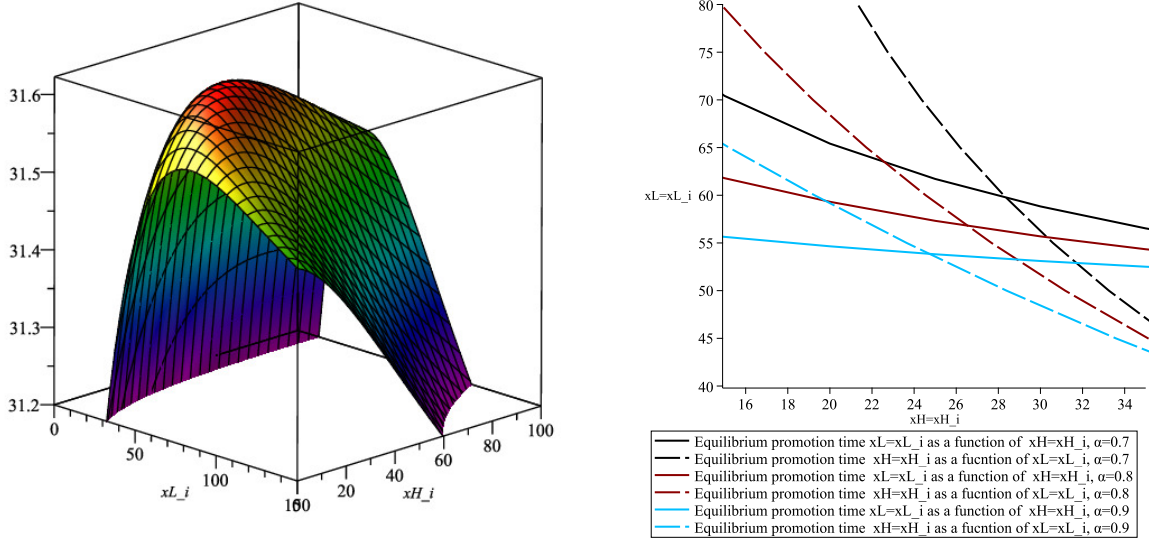 31.6
31.5
31.4
31.3
31.2
0
50
100
xL_i
20
40
60
80
100
xH_i
80
75
70
65
xL=xL_i
60
55
50
45
40
16 18 20 22 24 26 28 30 32 34
xH=xH_i
Equilibrium promotion time xL=xL_i as a function of xH=xH_i, α=0.7
Equilibrium promotion time xH=xH_i as a fucntion of xL=xL_i, α=0.7
Equilibrium promotion time xL=xL_i as a function of xH=xH_i, α=0.8
Equilibrium promotion time xH=xH_i as a fucntion of xL=xL_i, α=0.8
Equilibrium promotion time xL=xL_i as a function of xH=xH_i, α=0.9
Equilibrium promotion time xH=xH_i as a fucntion of xL=xL_i, α=0.9